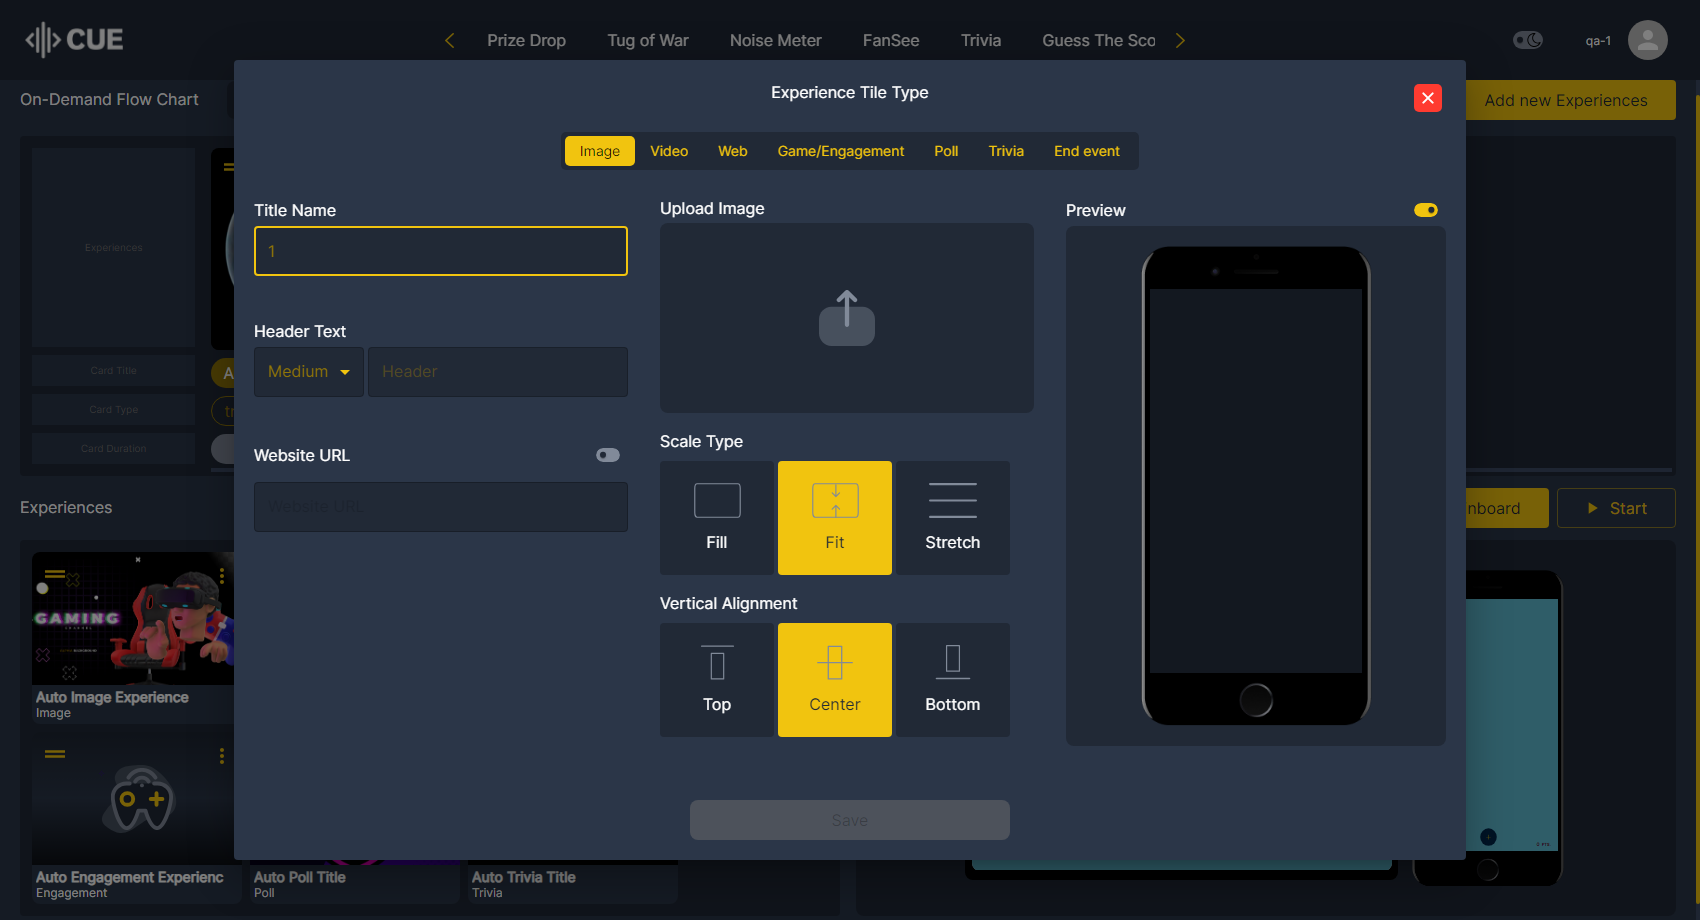 CUE
Prize Drop
Tug of War
Noise Meter
FanSee
Trivia
Guess The Sco
qa-1
On-Demand Flow Chart
Add new Experiences
Experience Tile Type
Image
Video
Web
Game/Engagement
Poll
Trivia
End event
Title Name
1
Upload Image
Preview
Experiences
Header Text
Medium
Header
Card Title
Card Type
Card Duration
A
tr
Website URL
Website URL
Scale Type
Fill
Fit
Stretch
Experiences
nboard
Start
Vertical Alignment
Top
Center
Bottom
GAMING
Auto Image Experience
Image
Save
Auto Engagement Experienc
Engagement
Auto Poll Title
Poll
Auto Trivia Title
Trivia